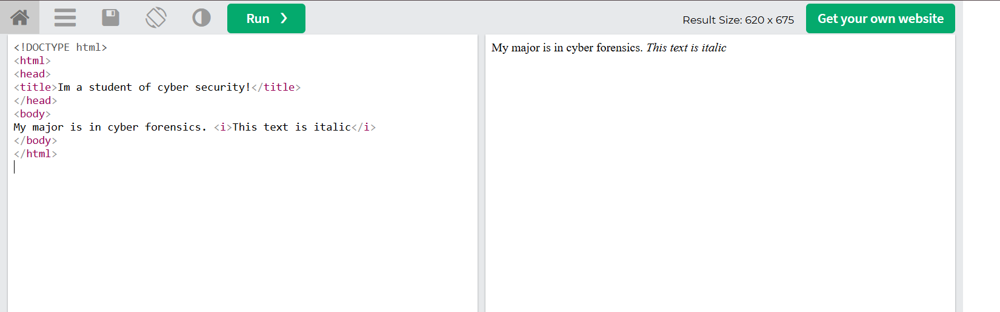 Run ❯
Result Size: 620 x 675
Get your own website
<!DOCTYPE html>
<html>
<head>
<title>Im a student of cyber security!</title>
</head>
<body>
My major is in cyber forensics. <i>This text is italic</i>
</body>
</html>
My major is in cyber forensics. This text is italic